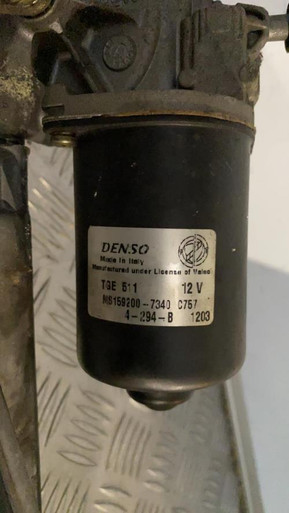 DENSO
Made in Italy
Manufactured under License of Valeo
TGE 511 12 V
MS159200-7340 C757
4-294-B 1203